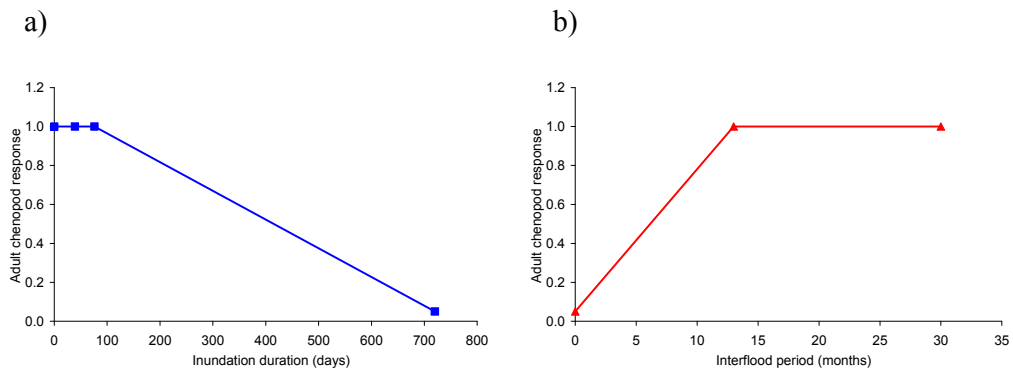 a)
b)
1.2
1.0
0.8
0.6
0.4
0.2
0.0
Adult chenopod response
0 100 200 300 400 500 600 700 800
Inundation duration (days)
1.2
1.0
0.8
0.6
0.4
0.2
0.0
Adult chenopod response
0 5 10 15 20 25 30 35
Interflood period (months)